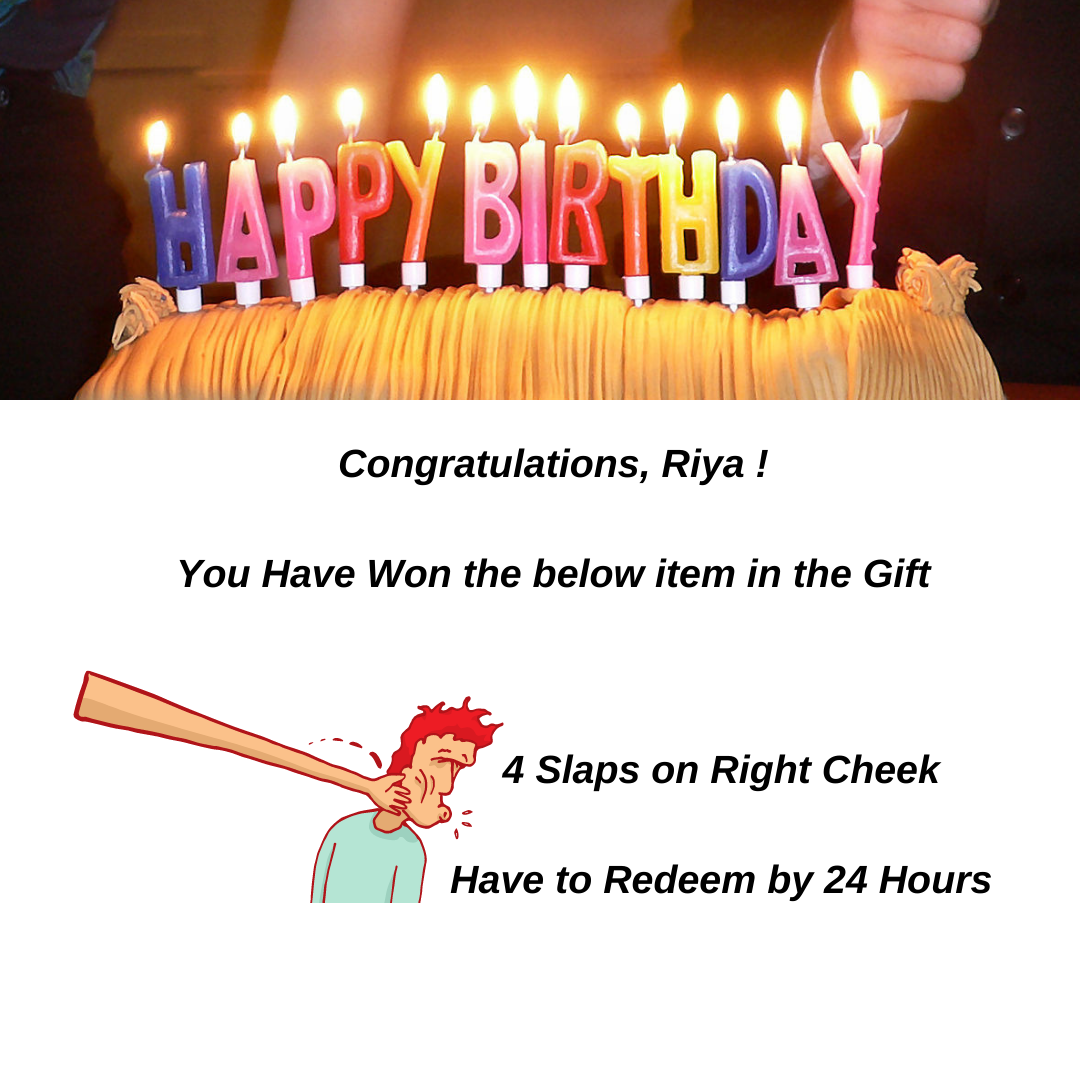 HAPPY BIRTHDAY
Congratulations, Riya !
You Have Won the below item in the Gift
4 Slaps on Right Cheek
Have to Redeem by 24 Hours